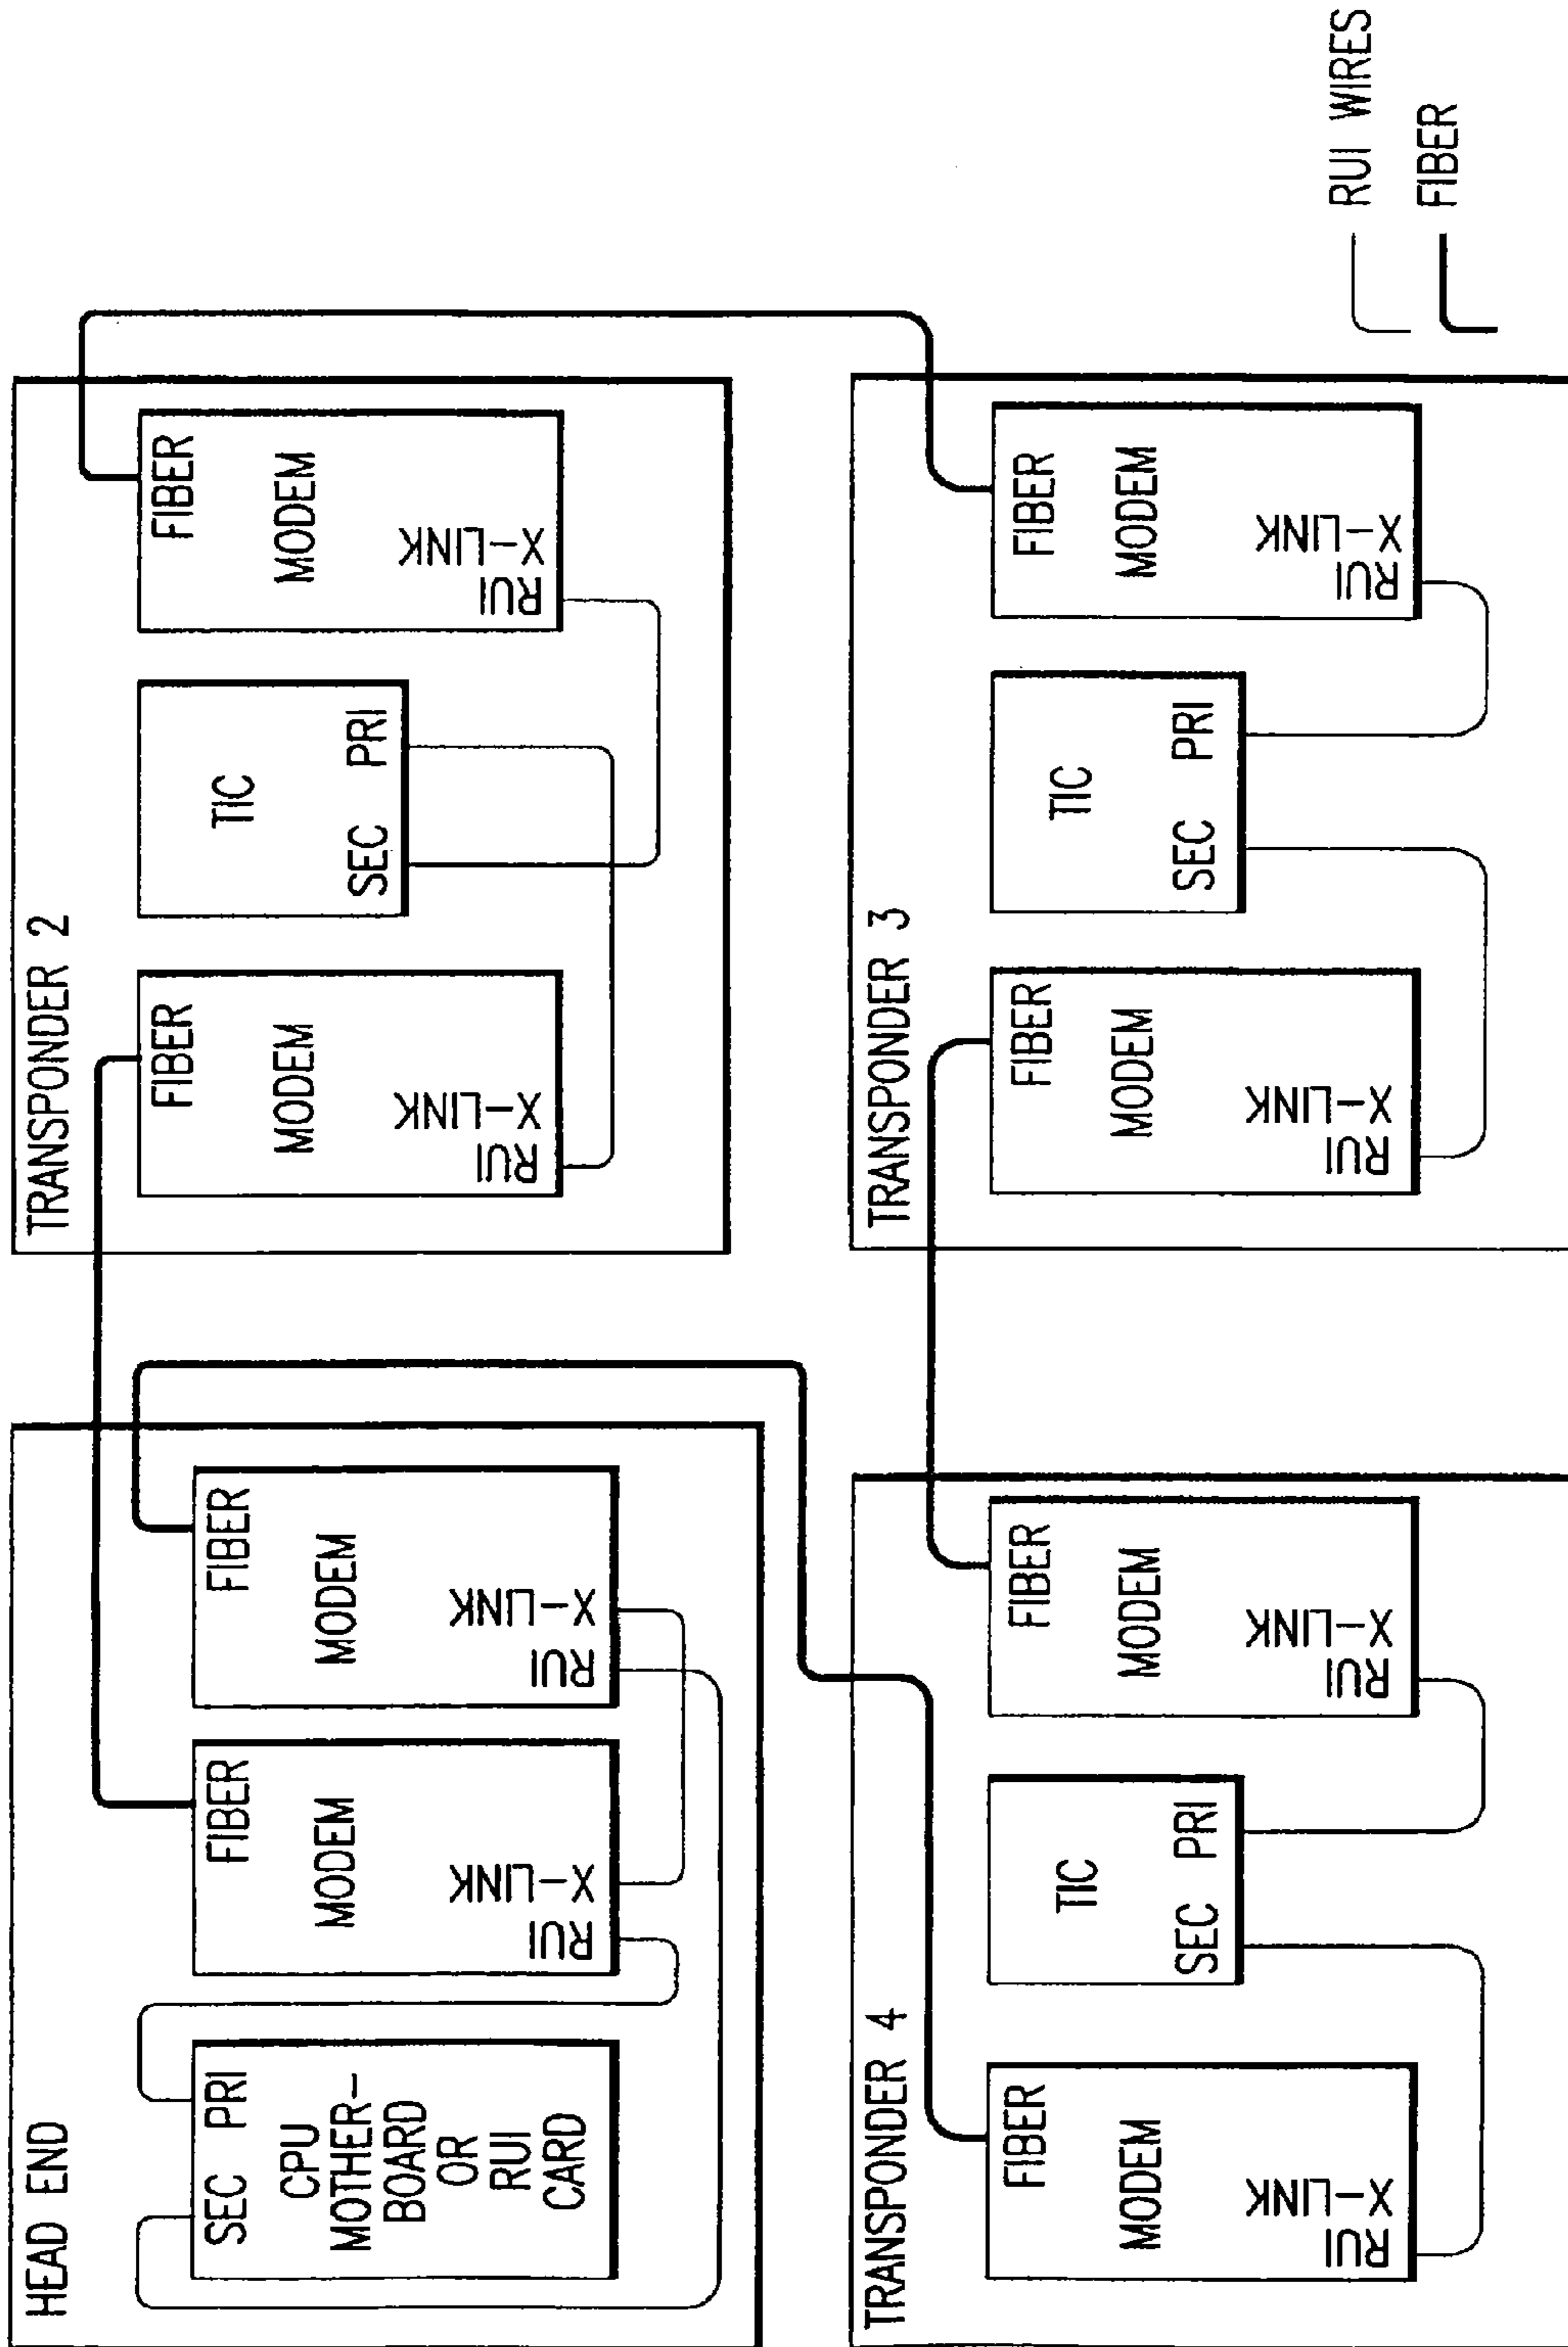 HEAD END
SEC PRI
CPU
MOTHER-
BOARD
OR
RUI
CARD
FIBER
MODEM
RUI
X-LINK
FIBER
MODEM
RUI
X-LINK
TRANSPONDER 2
FIBER
MODEM
RUI
X-LINK
TIC
SEC PRI
FIBER
MODEM
RUI
X-LINK
TRANSPONDER 4
FIBER
MODEM
RUI
X-LINK
TIC
SEC PRI
FIBER
MODEM
RUI
X-LINK
TRANSPONDER 3
FIBER
MODEM
RUI
X-LINK
TIC
SEC PRI
FIBER
MODEM
RUI
X-LINK
RUI WIRES
FIBER